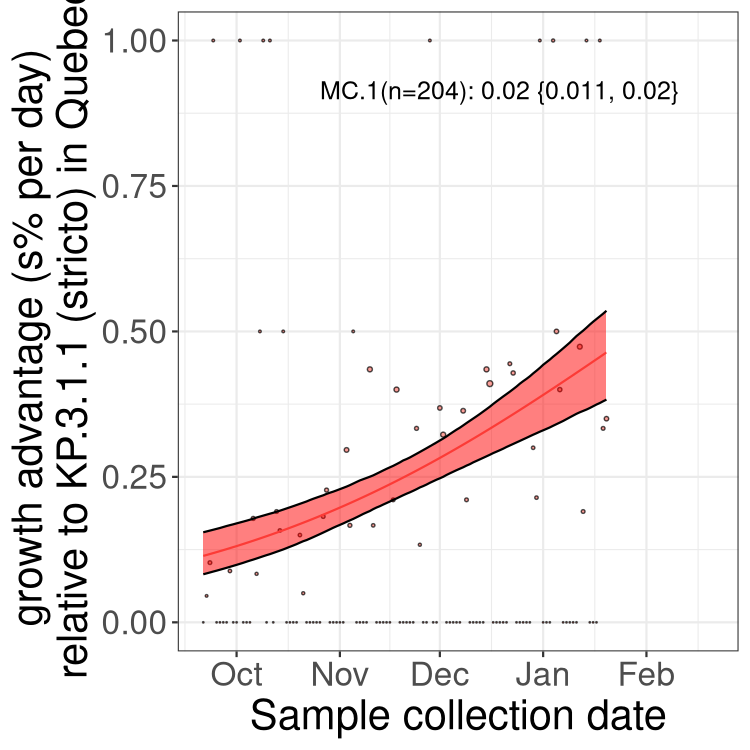 growth advantage (s% per day)
relative to KP.3.1.1 (stricto) in Quebec
1.00
0.75
0.50
0.25
0.00
MC.1(n=204): 0.02 {0.011, 0.02}
Oct Nov Dec Jan Feb
Sample collection date